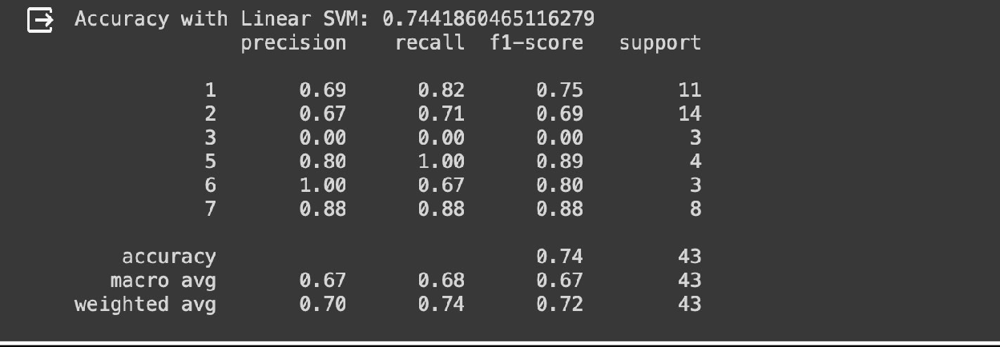 Accuracy with Linear SVM: 0.7441860465116279
precision recall f1-score support
1 0.69 0.82 0.75 11
2 0.67 0.71 0.69 14
3 0.00 0.00 0.00 3
5 0.80 1.00 0.89 4
6 1.00 0.67 0.80 3
7 0.88 0.88 0.88 8
accuracy 0.74 43
macro avg 0.67 0.68 0.67 43
weighted avg 0.70 0.74 0.72 43